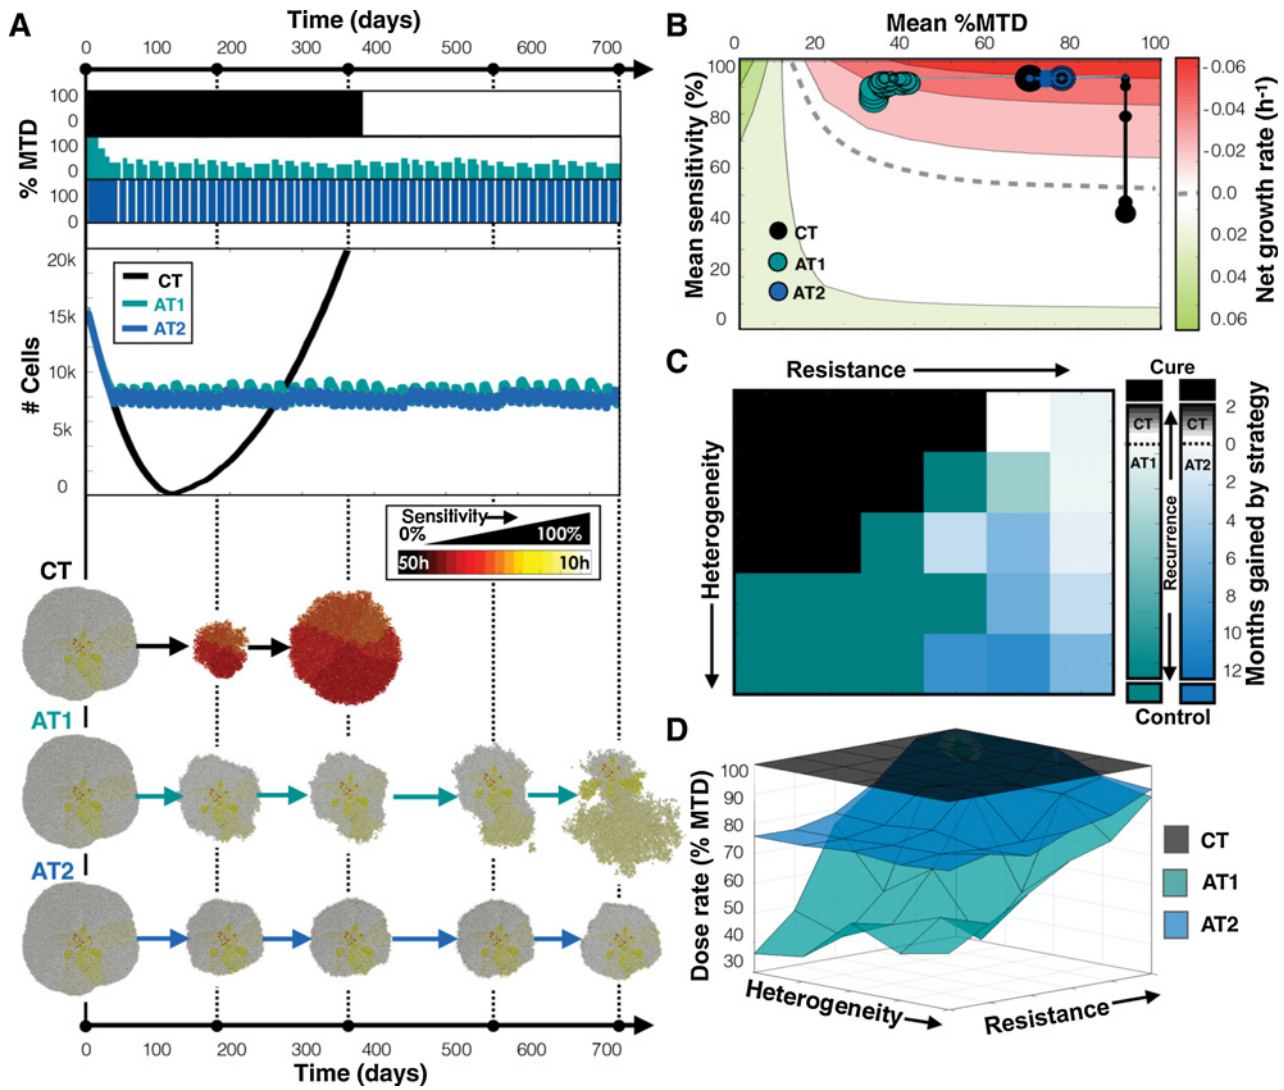 A
Time (days)
0 100 200 300 400 500 600 700
% MTD
100
0
100
0
100
0
# Cells
20k
15k
10k
5k
0
CT
AT1
AT2
Sensitivity
0% 100%
50h 10h
CT
AT1
AT2
0 100 200 300 400 500 600 700
Time (days)
B
Mean %MTD
0 20 40 60 80 100
Mean sensitivity (%)
100
80
60
40
20
0
CT
AT1
AT2
- 0.06
- 0.04
- 0.02
0.0
0.02
0.04
0.06
Net growth rate (h-1)
C
Resistance
Heterogeneity
Cure
CT CT
AT1 AT2
Recurrence
2
0
2
4
6
8
10
12
Months gained by strategy
Control
D
Dose rate (% MTD)
100
90
80
70
60
50
40
30
Heterogeneity
Resistance
CT
AT1
AT2